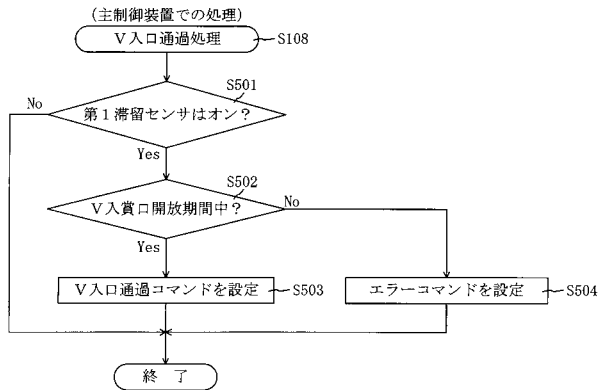 (主制御装置での処理)
V入口通過処理
S108
S501
No
第1滞留センサはオン?
Yes
S502
V入賞口開放期間中?
No
Yes
V入口通過コマンドを設定
S503
エラーコマンドを設定
S504
終 了